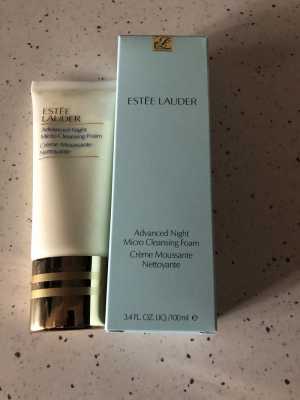 ESTĒE
LAUDER
Advanced Night
Micro Cleansing Foam
Crème Moussante
Nettoyante
ESTĒE LAUDER
Advanced Night
Micro Cleansing Foam
Crème Moussante
Nettoyante
3.4 FL. OZ. LIQ./100 ml ℮